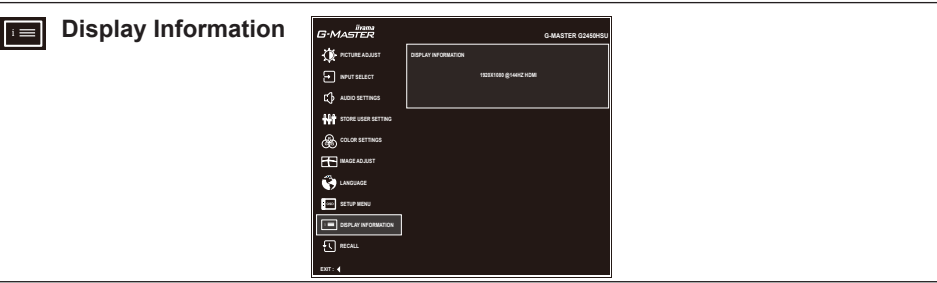 i
Display Information
iiyama
G-MASTER
G-MASTER G2450HSU
PICTURE ADJUST
DISPLAY INFORMATION
1920X1080 @144HZ HDMI
INPUT SELECT
AUDIO SETTINGS
STORE USER SETTING
COLOR SETTINGS
IMAGE ADJUST
LANGUAGE
SETUP MENU
DISPLAY INFORMATION
RECALL
EXIT :